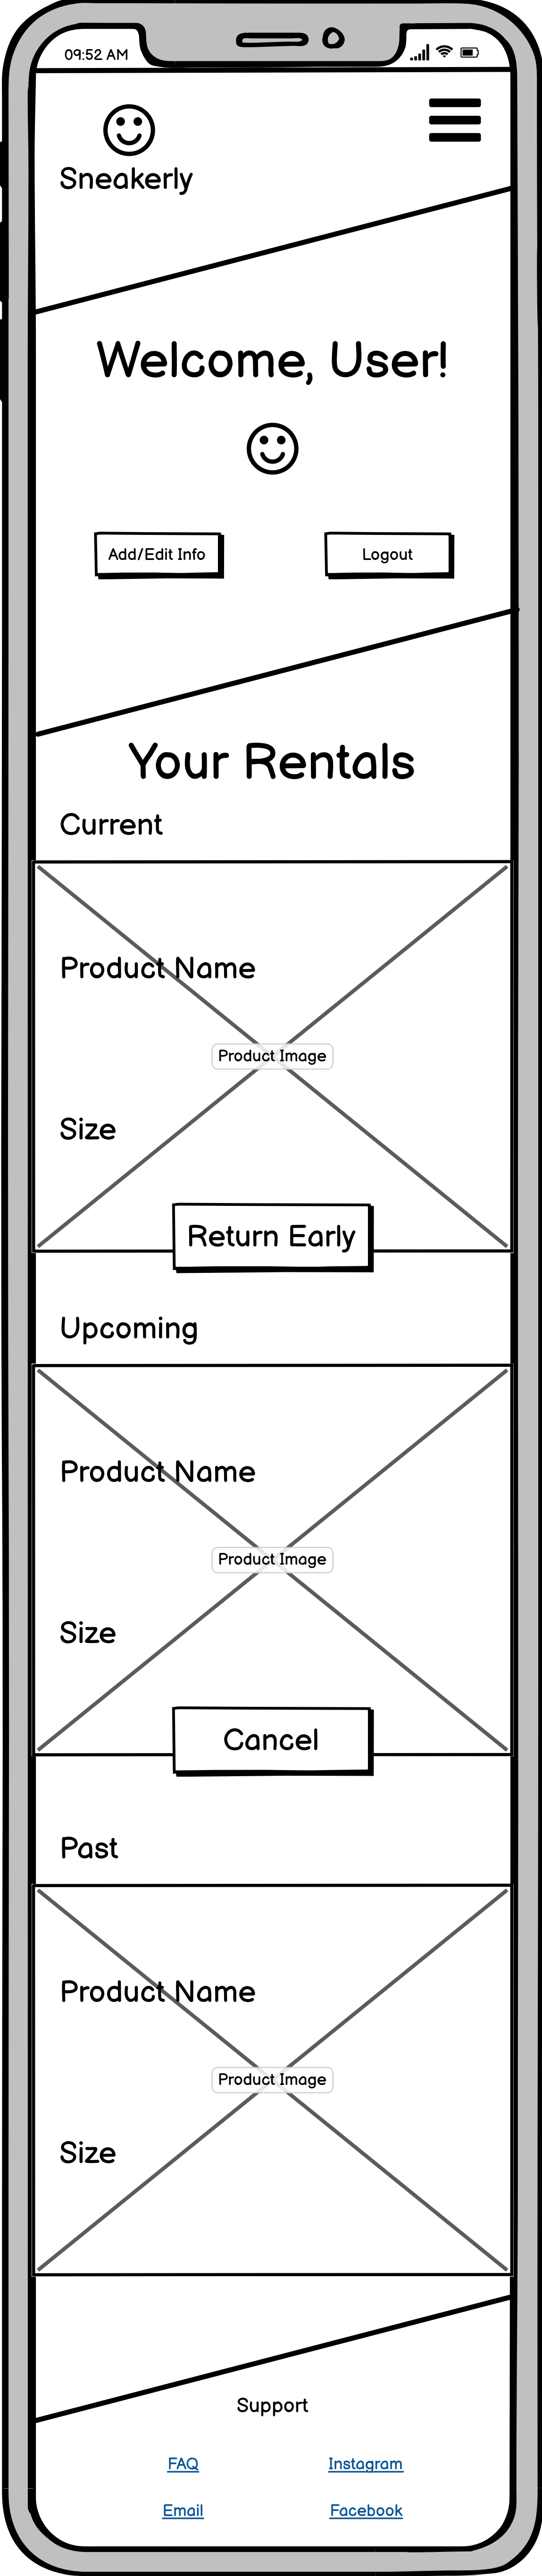 09:52 AM
Sneakerly
Welcome, User!
Add/Edit Info
Logout
Your Rentals
Current
Product Name
Product Image
Size
Return Early
Upcoming
Product Name
Product Image
Size
Cancel
Past
Product Name
Product Image
Size
Support
FAQ
Instagram
Email
Facebook